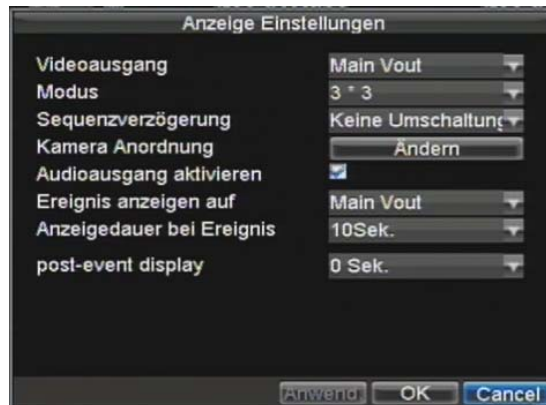 Anzeige Einstellungen
Videoausgang Main Vout
Modus 3 * 3
Sequenzverzögerung Keine Umschaltung
Kamera Anordnung Ändern
Audioausgang aktivieren
Ereignis anzeigen auf Main Vout
Anzeigedauer bei Ereignis 10Sek.
post-event display 0 Sek.
Anwend. OK Cancel